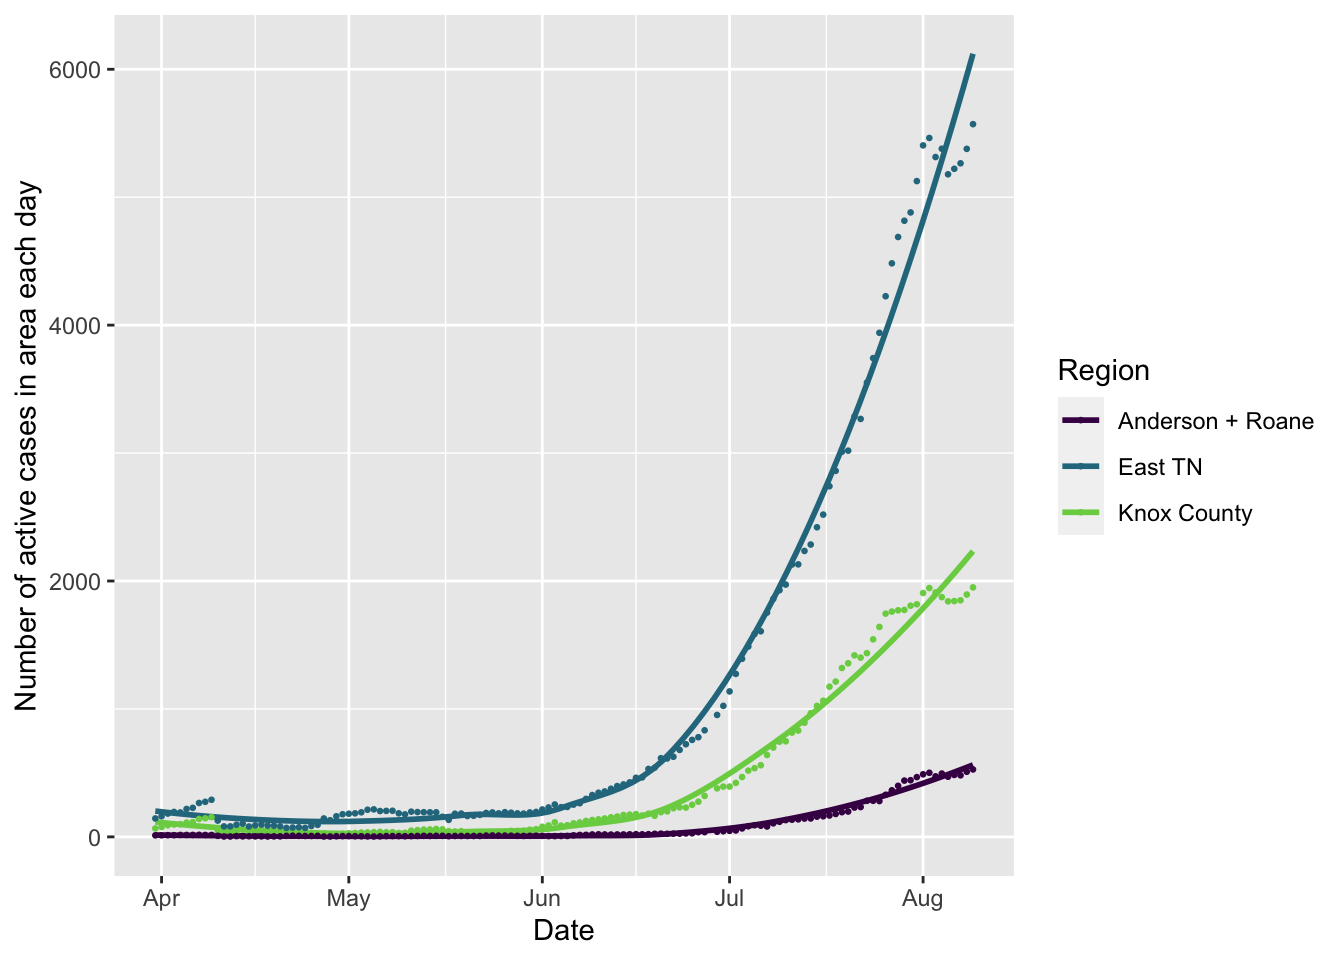 Number of active cases in area each day
6000
4000
2000
0
Apr
May
Jun
Jul
Aug
Date
Region
Anderson + Roane
East TN
Knox County